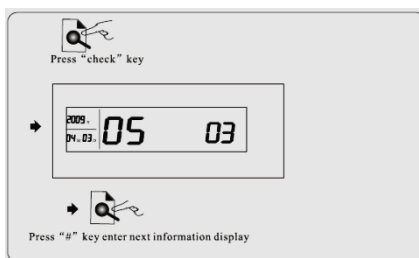 Press “check” key
2009 Y
04 M 03 D 05 03
Press “#” key enter next information display